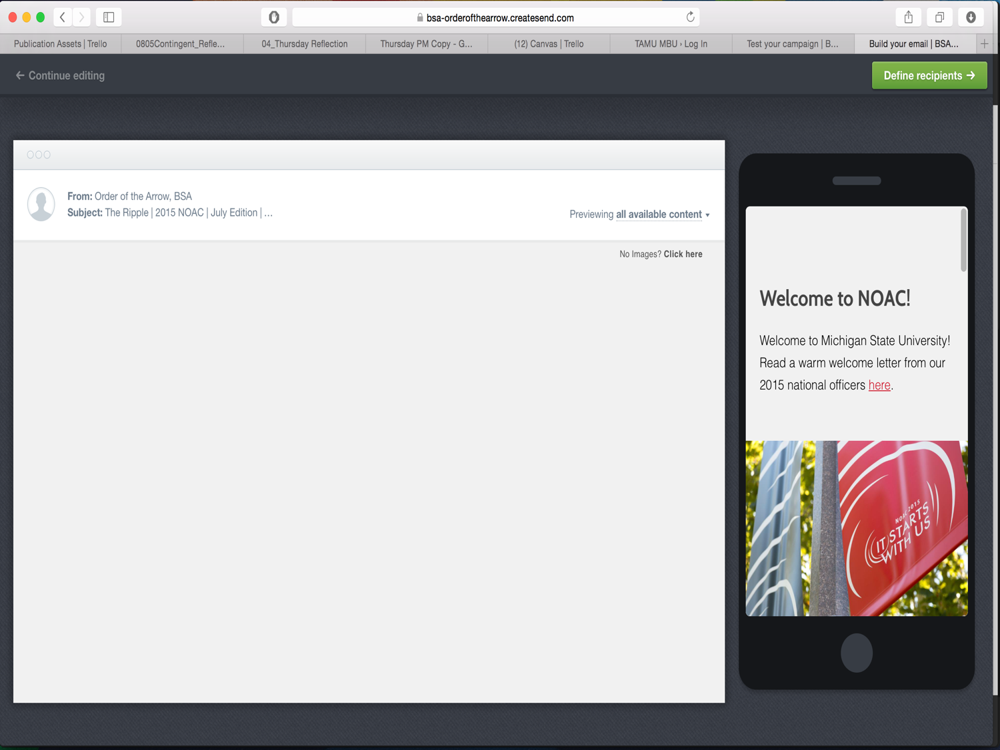 bsa-orderofthearrow.createsend.com
Publication Assets | Trello
0805Contingent_Refle...
04_Thursday Reflection
Thursday PM Copy - G...
(12) Canvas | Trello
TAMU MBU › Log In
Test your campaign | B...
Build your email | BSA...
← Continue editing
Define recipients →
From: Order of the Arrow, BSA
Subject: The Ripple | 2015 NOAC | July Edition | ...
Previewing all available content ▾
No Images? Click here
Welcome to NOAC!
Welcome to Michigan State University!
Read a warm welcome letter from our
2015 national officers here.
NOAC 2015
IT STARTS
WITH US